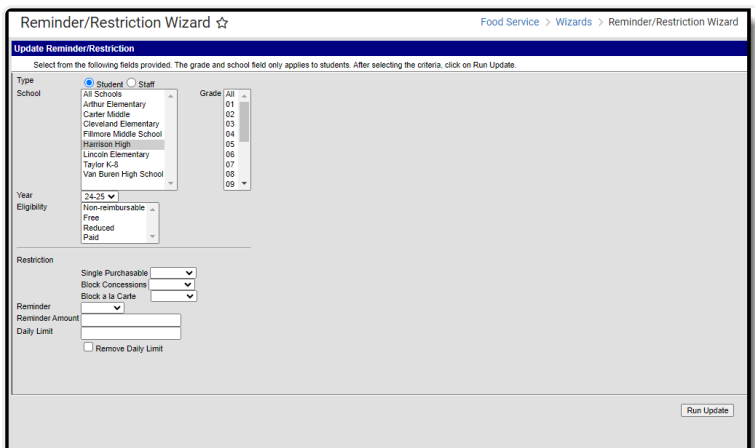 Reminder/Restriction Wizard ☆
Food Service > Wizards > Reminder/Restriction Wizard
Update Reminder/Restriction
Select from the following fields provided. The grade and school field only applies to students. After selecting the criteria, click on Run Update.
Type Student Staff
School
All Schools
Arthur Elementary
Carter Middle
Cleveland Elementary
Fillmore Middle School
Harrison High
Lincoln Elementary
Taylor K-8
Van Buren High School
Grade
All
01
02
03
04
05
06
07
08
09
Year 24-25
Eligibility
Non-reimbursable
Free
Reduced
Paid
Restriction
Single Purchasable
Block Concessions
Block a la Carte
Reminder
Reminder Amount
Daily Limit
Remove Daily Limit
Run Update